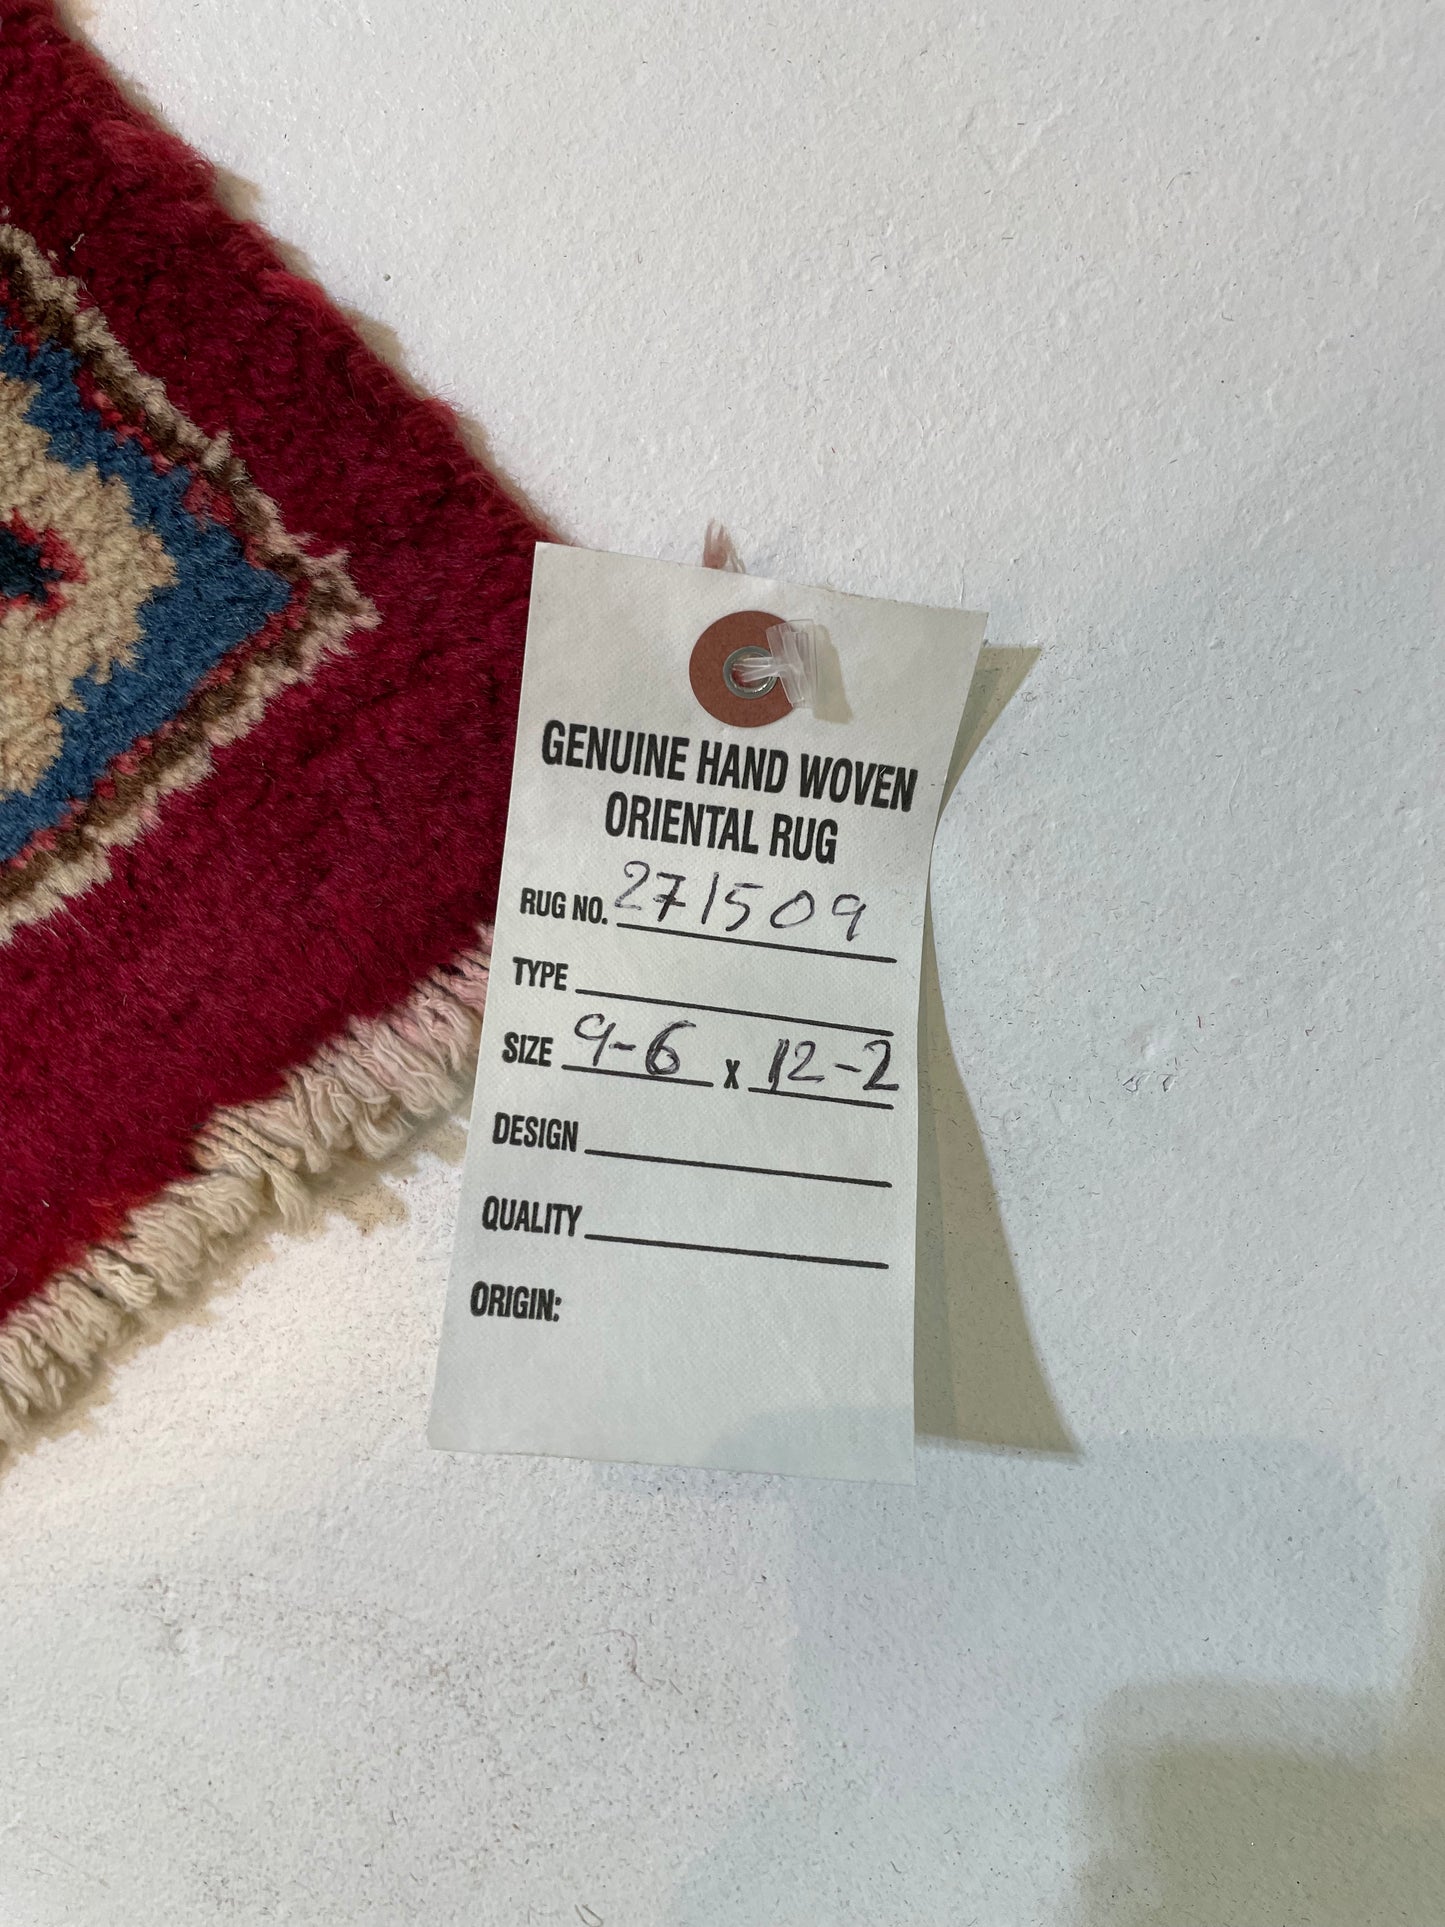 GENUINE HAND WOVEN
ORIENTAL RUG
RUG NO. 271509
TYPE
SIZE 9-6 x 12-2
DESIGN
QUALITY
ORIGIN: